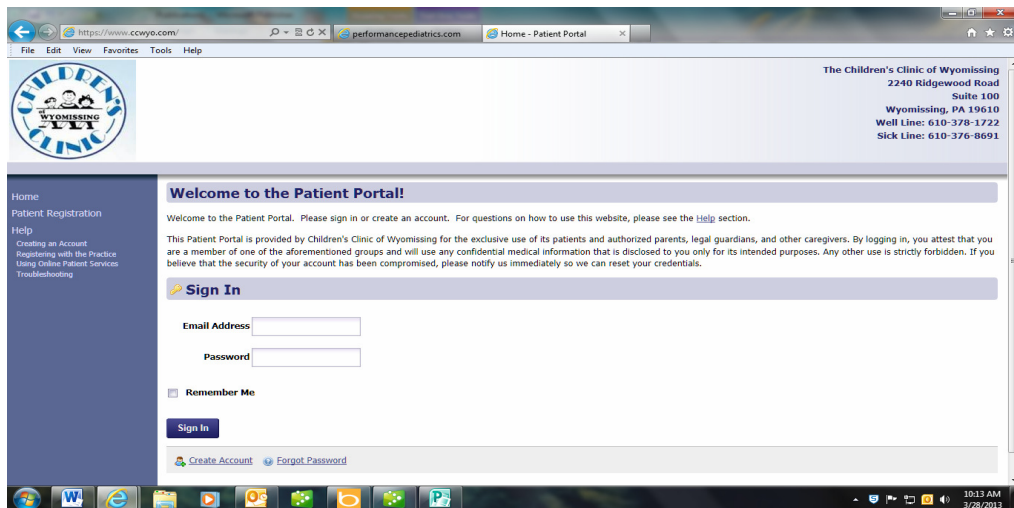 https://www.ccwyo.com/
performancepediatrics.com
Home - Patient Portal
File Edit View Favorites Tools Help
CHILDREN'S
WYOMISSING
CLINIC
The Children's Clinic of Wyomissing
2240 Ridgewood Road
Suite 100
Wyomissing, PA 19610
Well Line: 610-378-1722
Sick Line: 610-376-8691
Home
Patient Registration
Help
Creating an Account
Registering with the Practice
Using Online Patient Services
Troubleshooting
Welcome to the Patient Portal!
Welcome to the Patient Portal. Please sign in or create an account. For questions on how to use this website, please see the Help section.
This Patient Portal is provided by Children's Clinic of Wyomissing for the exclusive use of its patients and authorized parents, legal guardians, and other caregivers. By logging in, you attest that you
are a member of one of the aforementioned groups and will use any confidential medical information that is disclosed to you only for its intended purposes. Any other use is strictly forbidden. If you
believe that the security of your account has been compromised, please notify us immediately so we can reset your credentials.
Sign In
Email Address
Password
Remember Me
Sign In
Create Account Forgot Password
10:13 AM
3/28/2013